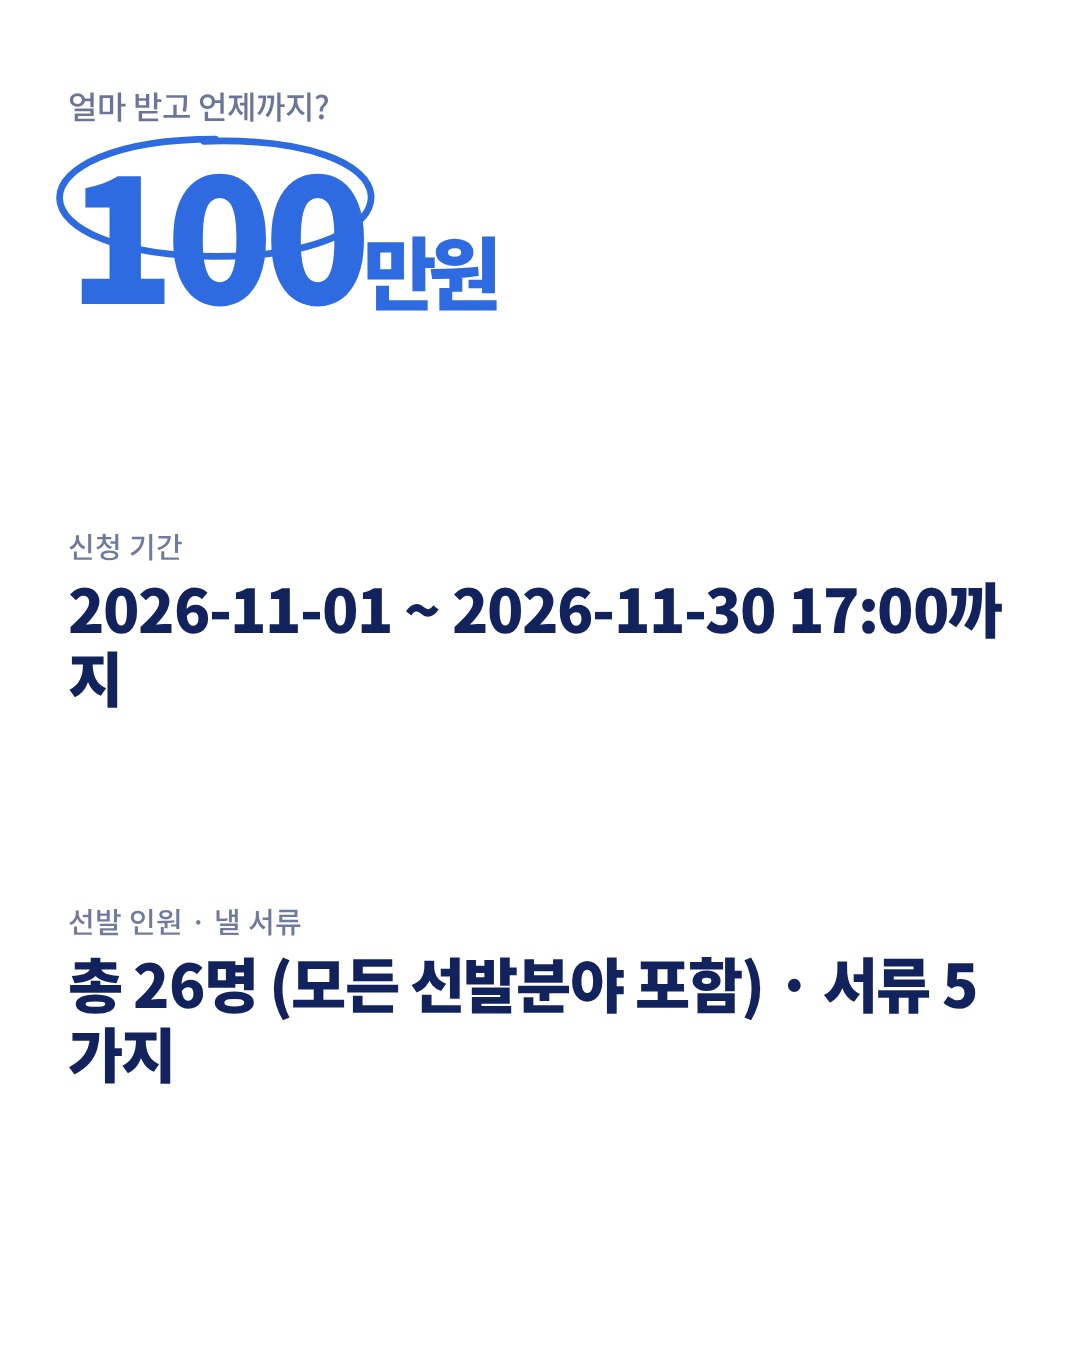 얼마 받고 언제까지?
100만원
신청 기간
2026-11-01 ~ 2026-11-30 17:00까
지
선발 인원 · 낼 서류
총 26명 (모든 선발분야 포함) · 서류 5
가지